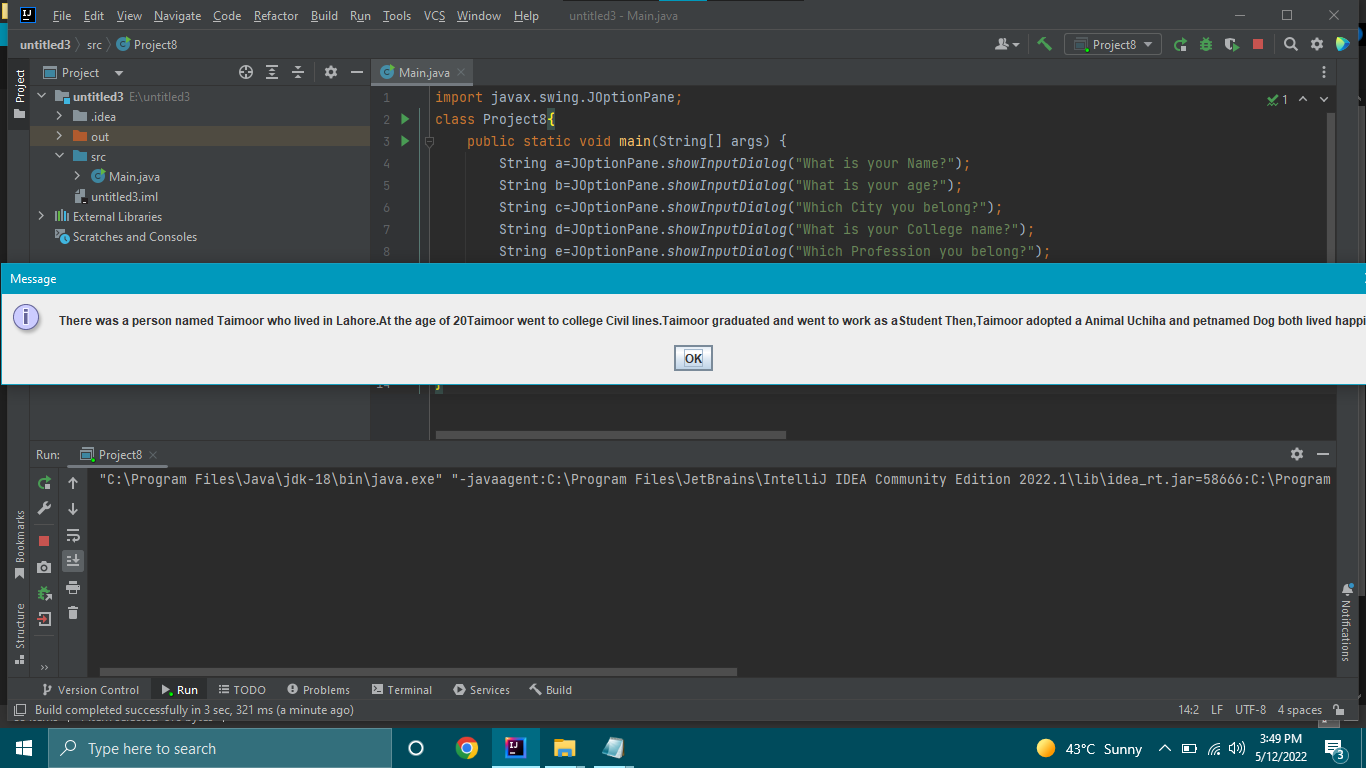 File Edit View Navigate Code Refactor Build Run Tools VCS Window Help untitled3 - Main.java
untitled3 src Project8 Project8
Project
Project Main.java
untitled3 E:\untitled3
.idea
out
src
Main.java
untitled3.iml
External Libraries
Scratches and Consoles
1 import javax.swing.JOptionPane; 1
2 class Project8{
3 public static void main(String[] args) {
4 String a=JOptionPane.showInputDialog("What is your Name?");
5 String b=JOptionPane.showInputDialog("What is your age?");
6 String c=JOptionPane.showInputDialog("Which City you belong?");
7 String d=JOptionPane.showInputDialog("What is your College name?");
8 String e=JOptionPane.showInputDialog("Which Profession you belong?");
Message
There was a person named Taimoor who lived in Lahore.At the age of 20Taimoor went to college Civil lines.Taimoor graduated and went to work as aStudent Then,Taimoor adopted a Animal Uchiha and petnamed Dog both lived happi
OK
14 }
Run: Project8
"C:\Program Files\Java\jdk-18\bin\java.exe" "-javaagent:C:\Program Files\JetBrains\IntelliJ IDEA Community Edition 2022.1\lib\idea_rt.jar=58666:C:\Program
Bookmarks
Structure
Notifications
Version Control Run TODO Problems Terminal Services Build
Build completed successfully in 3 sec, 321 ms (a minute ago) 14:2 LF UTF-8 4 spaces
Type here to search
43°C Sunny
3:49 PM
5/12/2022
3